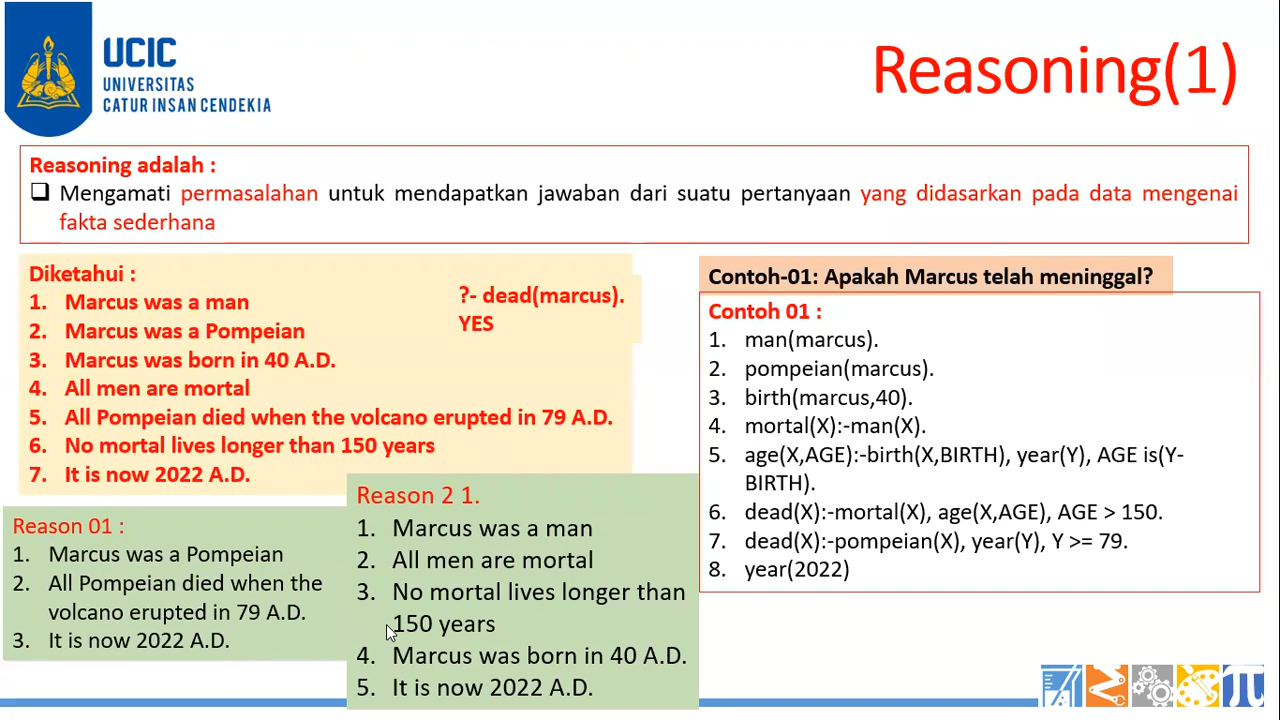 UCIC
UNIVERSITAS
CATUR INSAN CENDEKIA
Reasoning(1)
Reasoning adalah :
❑ Mengamati permasalahan untuk mendapatkan jawaban dari suatu pertanyaan yang didasarkan pada data mengenai
fakta sederhana
Diketahui :
1. Marcus was a man
2. Marcus was a Pompeian
3. Marcus was born in 40 A.D.
4. All men are mortal
5. All Pompeian died when the volcano erupted in 79 A.D.
6. No mortal lives longer than 150 years
7. It is now 2022 A.D.
?- dead(marcus).
YES
Reason 01 :
1. Marcus was a Pompeian
2. All Pompeian died when the
volcano erupted in 79 A.D.
3. It is now 2022 A.D.
Reason 2 1.
1. Marcus was a man
2. All men are mortal
3. No mortal lives longer than
150 years
4. Marcus was born in 40 A.D.
5. It is now 2022 A.D.
Contoh-01: Apakah Marcus telah meninggal?
Contoh 01 :
1. man(marcus).
2. pompeian(marcus).
3. birth(marcus,40).
4. mortal(X):-man(X).
5. age(X,AGE):-birth(X,BIRTH), year(Y), AGE is(Y-
BIRTH).
6. dead(X):-mortal(X), age(X,AGE), AGE > 150.
7. dead(X):-pompeian(X), year(Y), Y >= 79.
8. year(2022)